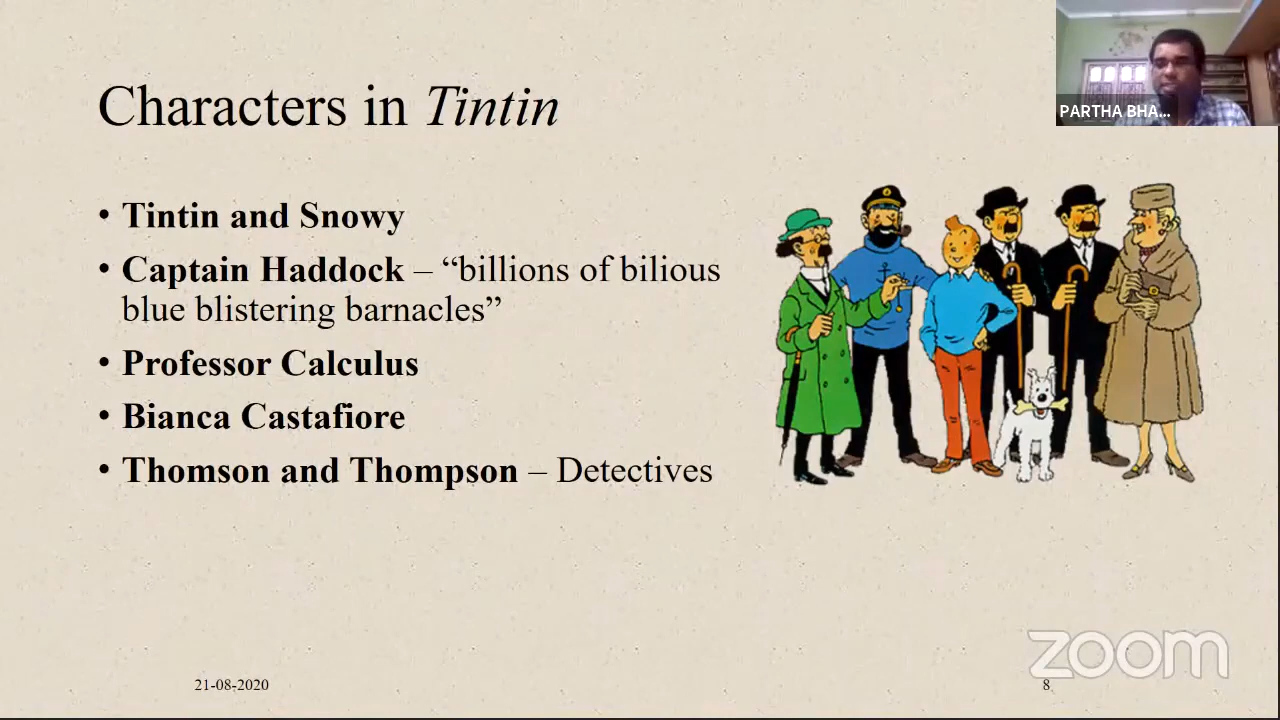 PARTHA BHA...
Characters in Tintin
• Tintin and Snowy
• Captain Haddock – “billions of bilious
blue blistering barnacles”
• Professor Calculus
• Bianca Castafiore
• Thomson and Thompson – Detectives
zoom
21-08-2020
8